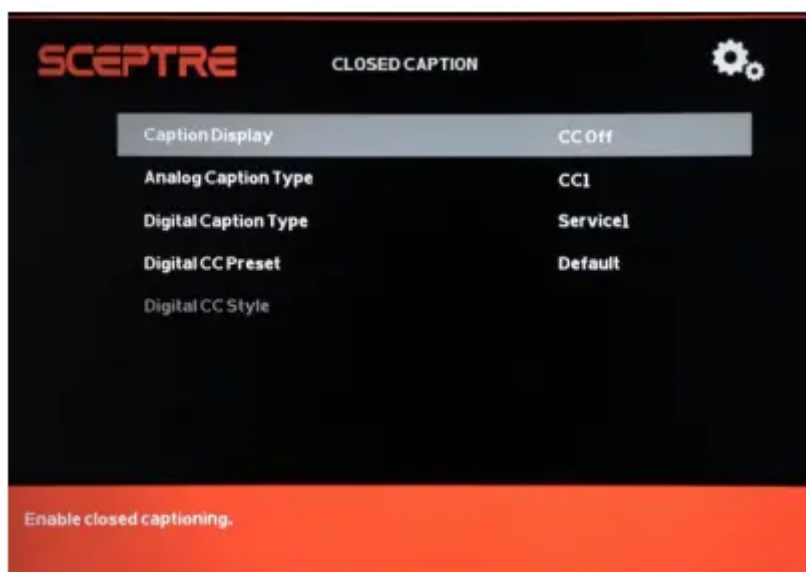 SCEPTRE
CLOSED CAPTION
Caption Display CC Off
Analog Caption Type CC1
Digital Caption Type Service1
Digital CC Preset Default
Digital CC Style
Enable closed captioning.